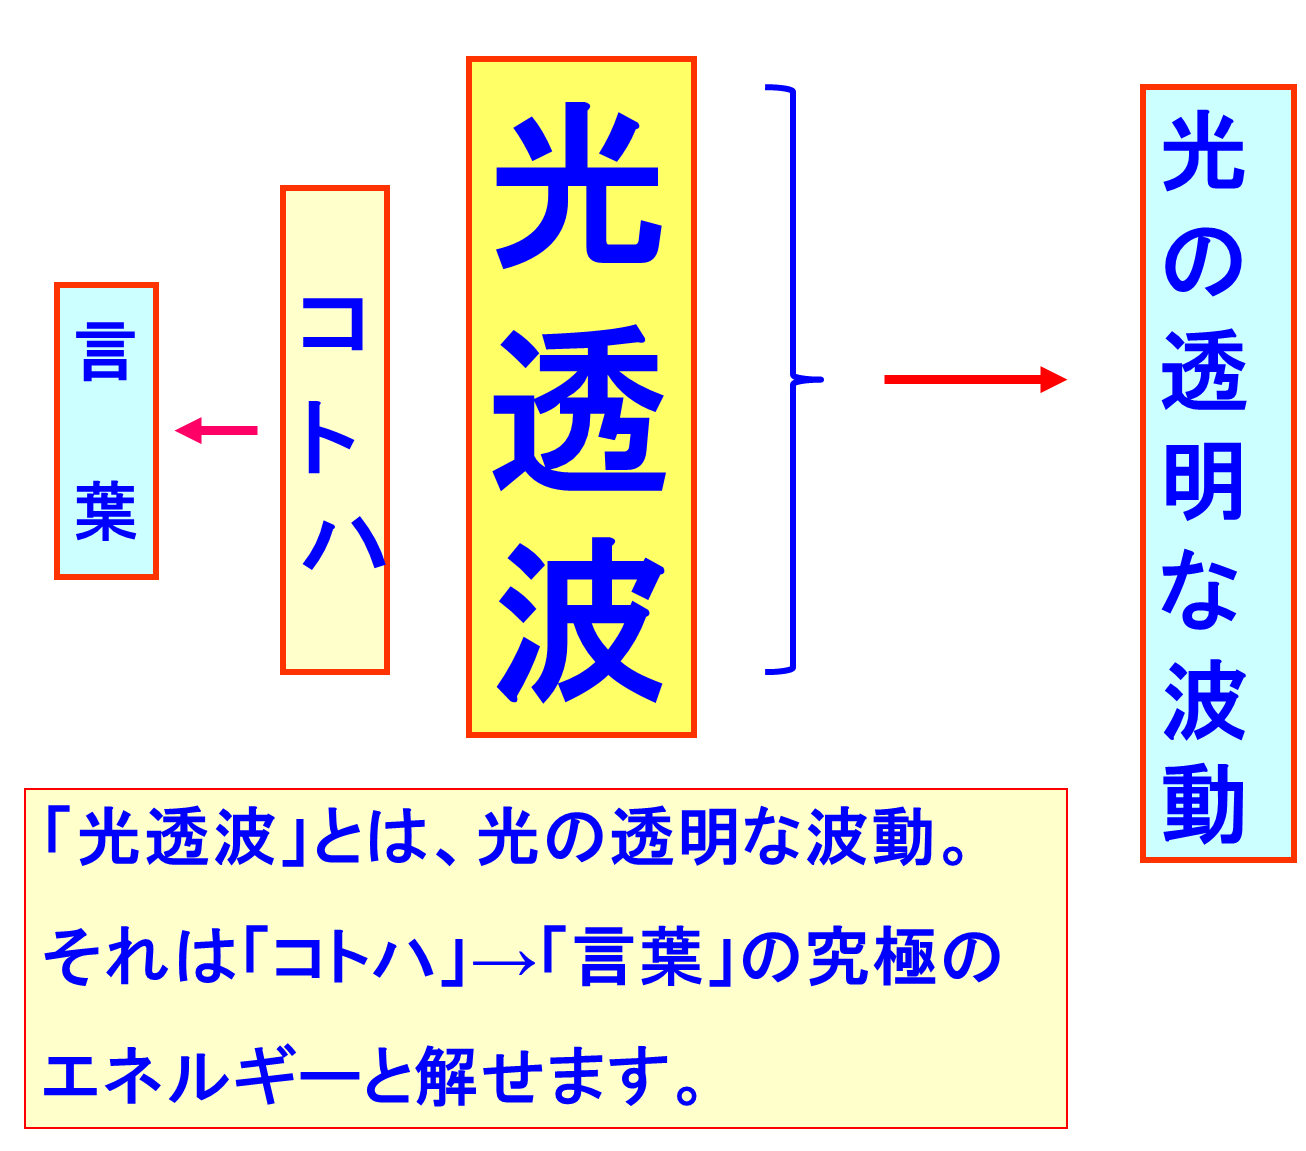 光の透明な波動
光透波
コトハ
言葉
「光透波」とは、光の透明な波動。
それは「コトハ」→「言葉」の究極の
エネルギーと解せます。